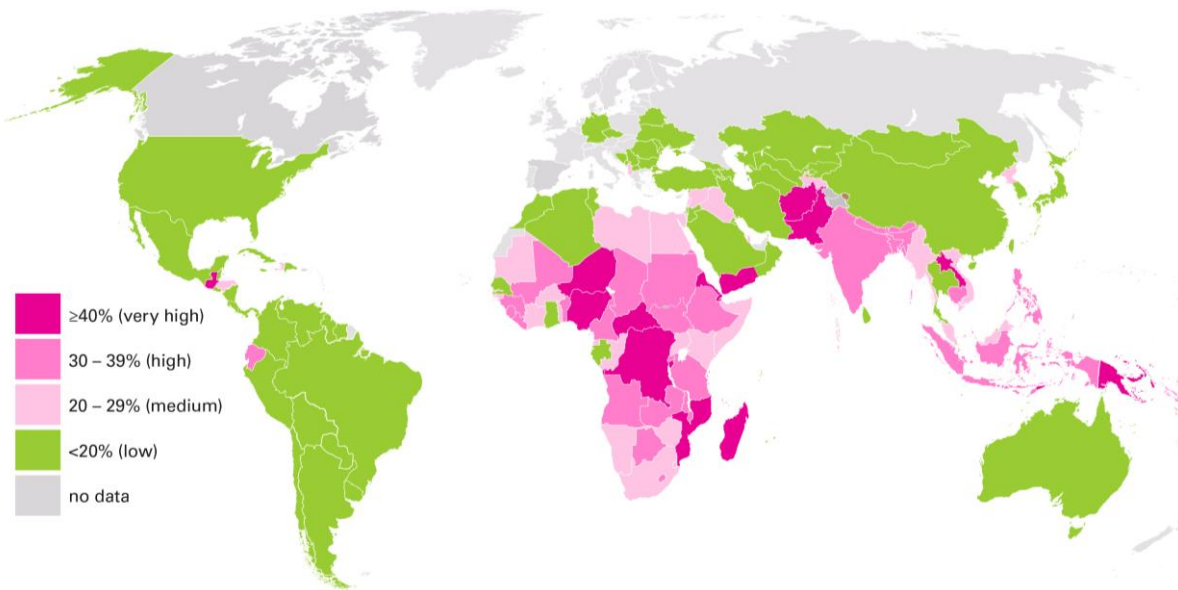 ≥40% (very high)
30 – 39% (high)
20 – 29% (medium)
<20% (low)
no data